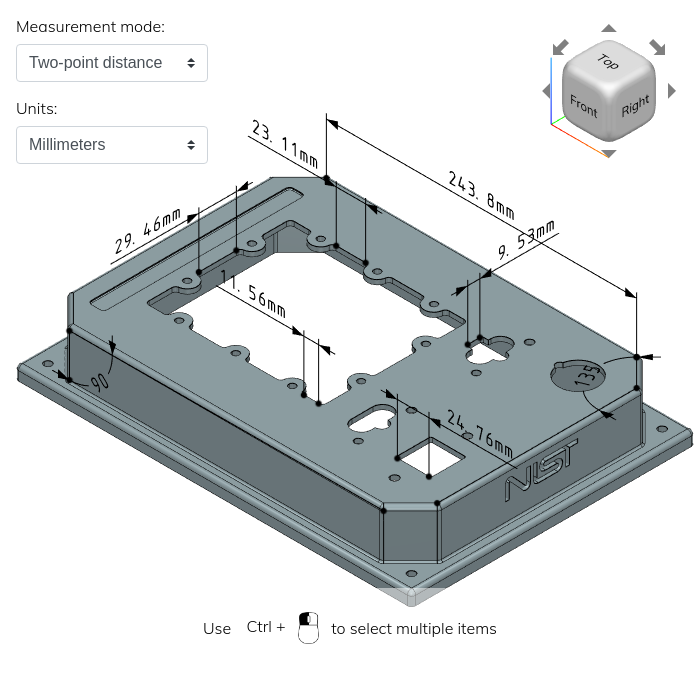 Measurement mode:
Two-point distance
Units:
Millimeters
Top
Front
Right
23. 11mm
243. 8mm
29. 46mm
9. 53mm
11. 56mm
135
90
24. 76mm
NIST
Use Ctrl + to select multiple items